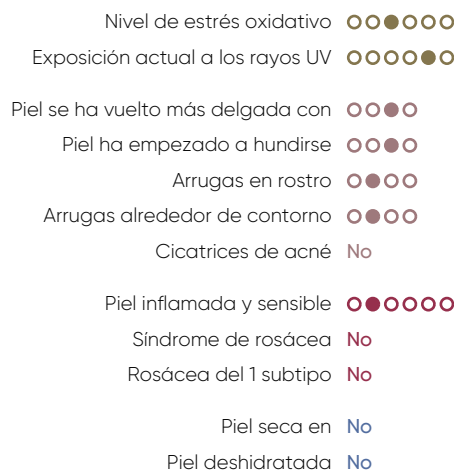 Nivel de estrés oxidativo
Exposición actual a los rayos UV
Piel se ha vuelto más delgada con
Piel ha empezado a hundirse
Arrugas en rostro
Arrugas alrededor de contorno
Cicatrices de acné No
Piel inflamada y sensible
Síndrome de rosácea No
Rosácea del 1 subtipo No
Piel seca en No
Piel deshidratada No